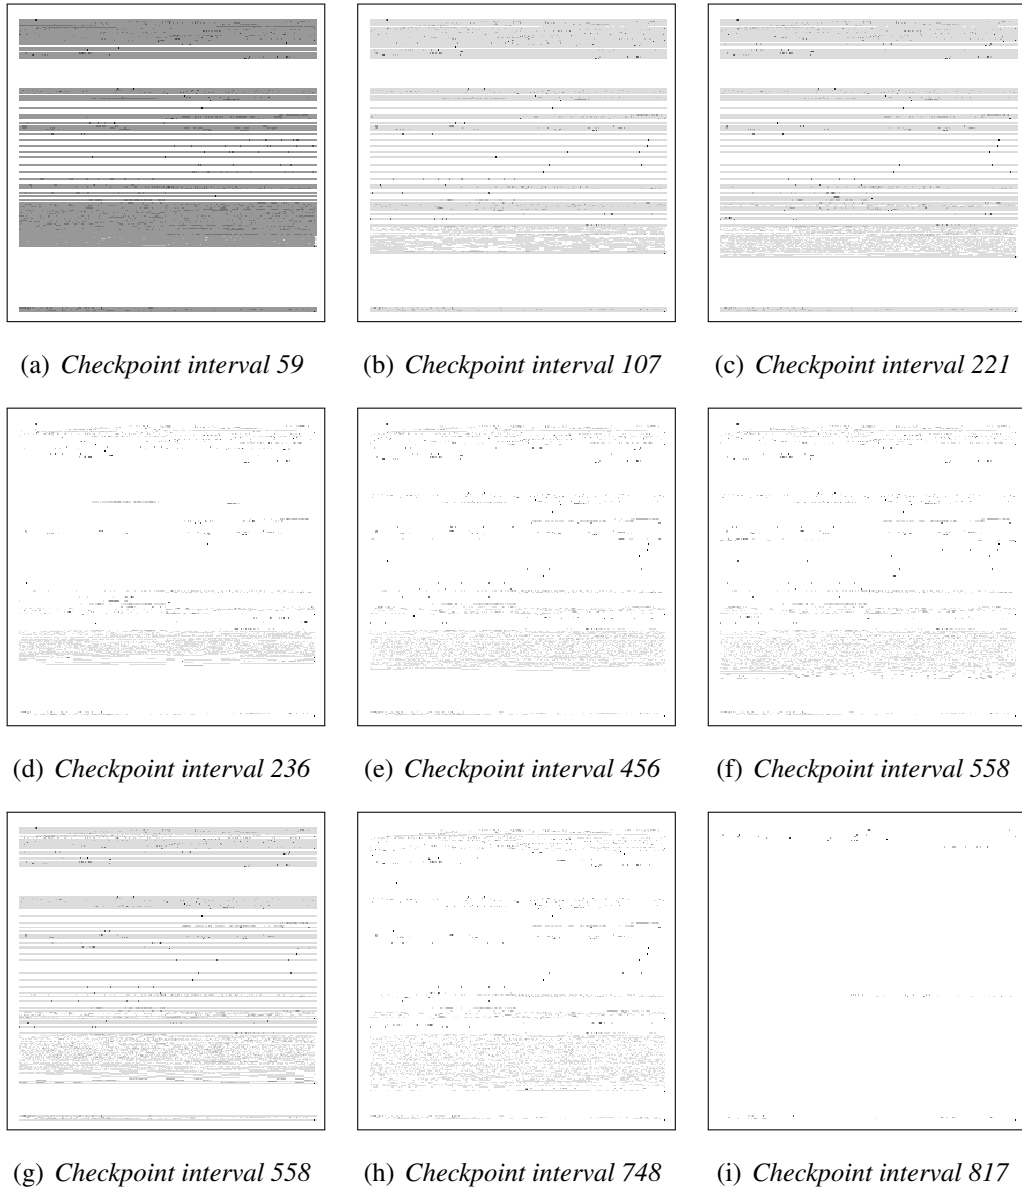 (a) Checkpoint interval 59
(b) Checkpoint interval 107
(c) Checkpoint interval 221
(d) Checkpoint interval 236
(e) Checkpoint interval 456
(f) Checkpoint interval 558
(g) Checkpoint interval 558
(h) Checkpoint interval 748
(i) Checkpoint interval 817